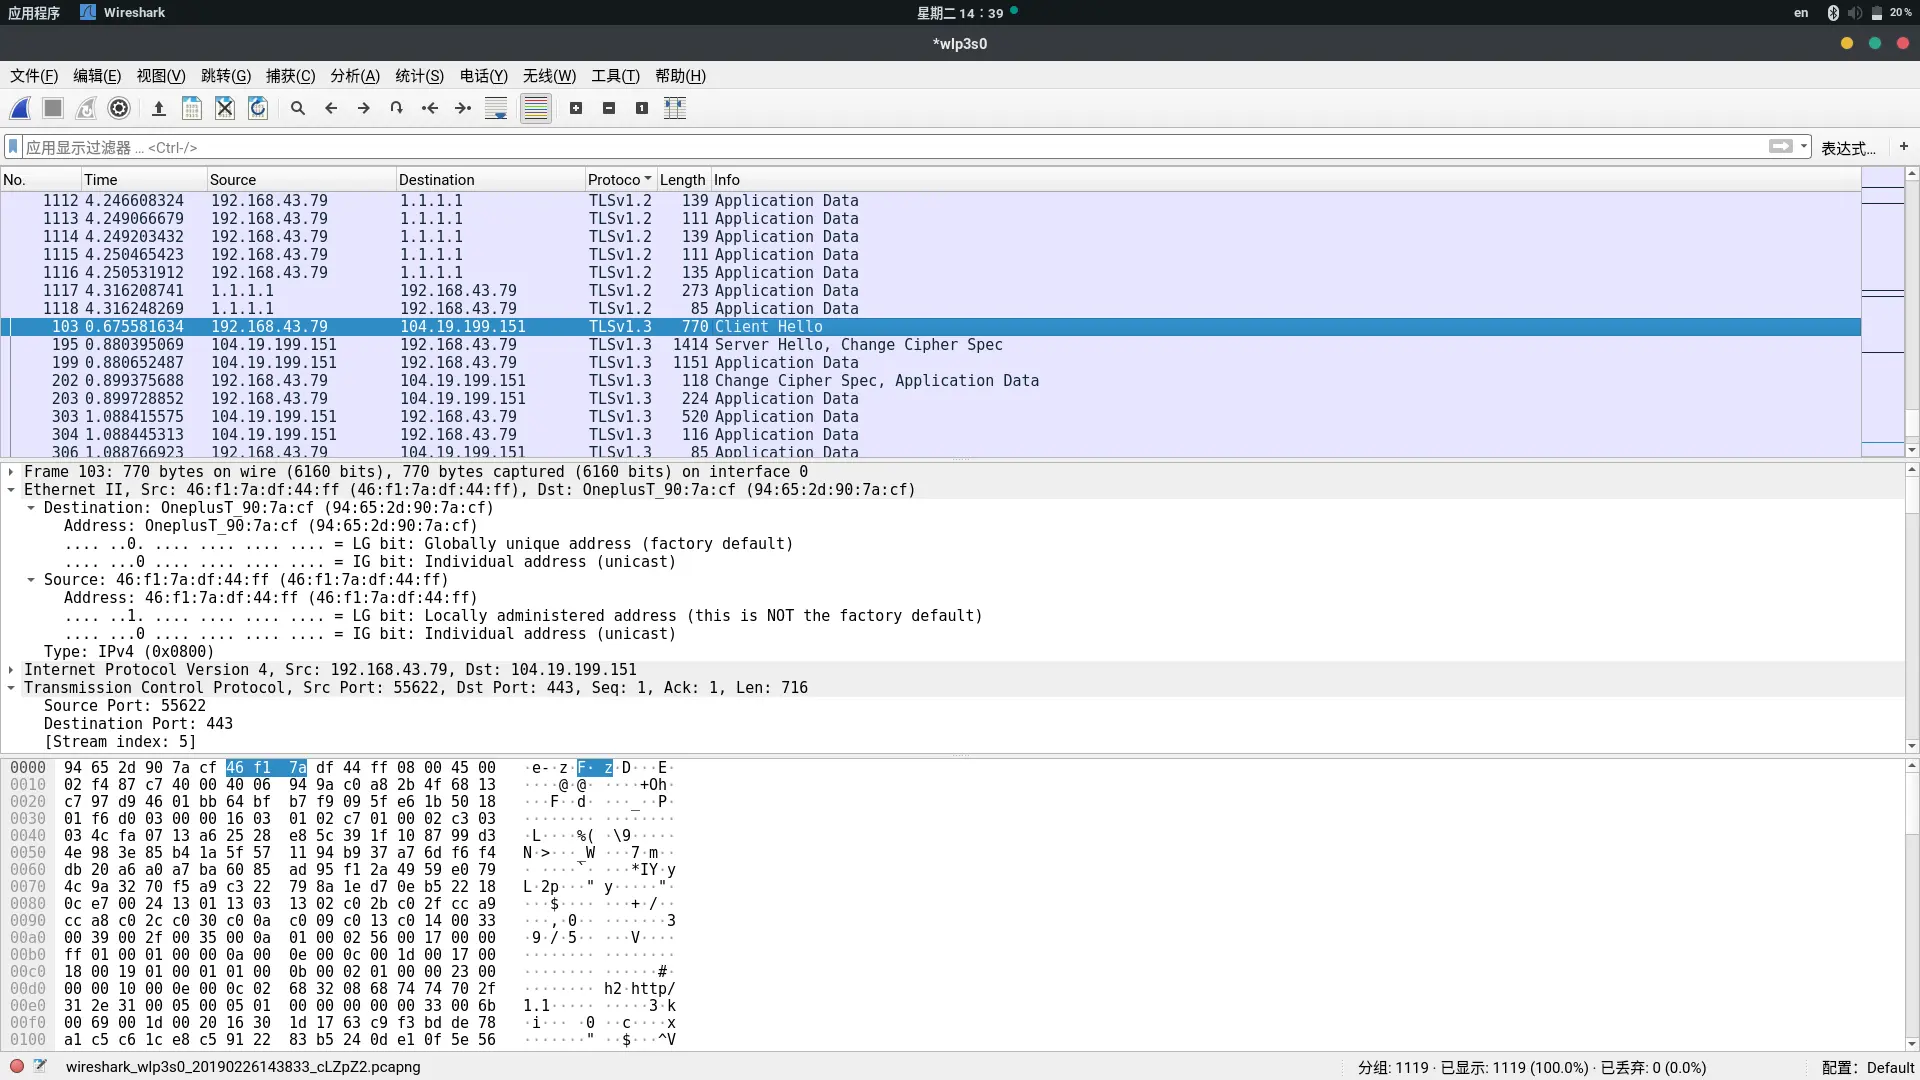 应用程序 Wireshark 星期二 14：39 en 20%
*wlp3s0
文件(F) 编辑(E) 视图(V) 跳转(G) 捕获(C) 分析(A) 统计(S) 电话(Y) 无线(W) 工具(T) 帮助(H)
应用显示过滤器 … <Ctrl-/> 表达式… +
No. Time Source Destination Protoco Length Info
1112 4.246608324 192.168.43.79 1.1.1.1 TLSv1.2 139 Application Data
1113 4.249066679 192.168.43.79 1.1.1.1 TLSv1.2 111 Application Data
1114 4.249203432 192.168.43.79 1.1.1.1 TLSv1.2 139 Application Data
1115 4.250465423 192.168.43.79 1.1.1.1 TLSv1.2 111 Application Data
1116 4.250531912 192.168.43.79 1.1.1.1 TLSv1.2 135 Application Data
1117 4.316208741 1.1.1.1 192.168.43.79 TLSv1.2 273 Application Data
1118 4.316248269 1.1.1.1 192.168.43.79 TLSv1.2 85 Application Data
103 0.675581634 192.168.43.79 104.19.199.151 TLSv1.3 770 Client Hello
195 0.880395069 104.19.199.151 192.168.43.79 TLSv1.3 1414 Server Hello, Change Cipher Spec
199 0.880652487 104.19.199.151 192.168.43.79 TLSv1.3 1151 Application Data
202 0.899375688 192.168.43.79 104.19.199.151 TLSv1.3 118 Change Cipher Spec, Application Data
203 0.899728852 192.168.43.79 104.19.199.151 TLSv1.3 224 Application Data
303 1.088415575 104.19.199.151 192.168.43.79 TLSv1.3 520 Application Data
304 1.088445313 104.19.199.151 192.168.43.79 TLSv1.3 116 Application Data
306 1.088766923 192.168.43.79 104.19.199.151 TLSv1.3 85 Application Data
Frame 103: 770 bytes on wire (6160 bits), 770 bytes captured (6160 bits) on interface 0
Ethernet II, Src: 46:f1:7a:df:44:ff (46:f1:7a:df:44:ff), Dst: OneplusT_90:7a:cf (94:65:2d:90:7a:cf)
Destination: OneplusT_90:7a:cf (94:65:2d:90:7a:cf)
Address: OneplusT_90:7a:cf (94:65:2d:90:7a:cf)
.... ..0. .... .... .... .... = LG bit: Globally unique address (factory default)
.... ...0 .... .... .... .... = IG bit: Individual address (unicast)
Source: 46:f1:7a:df:44:ff (46:f1:7a:df:44:ff)
Address: 46:f1:7a:df:44:ff (46:f1:7a:df:44:ff)
.... ..1. .... .... .... .... = LG bit: Locally administered address (this is NOT the factory default)
.... ...0 .... .... .... .... = IG bit: Individual address (unicast)
Type: IPv4 (0x0800)
Internet Protocol Version 4, Src: 192.168.43.79, Dst: 104.19.199.151
Transmission Control Protocol, Src Port: 55622, Dst Port: 443, Seq: 1, Ack: 1, Len: 716
Source Port: 55622
Destination Port: 443
[Stream index: 5]
0000 94 65 2d 90 7a cf 46 f1 7a df 44 ff 08 00 45 00 ·e-·z·F· z·D···E·
0010 02 f4 87 c7 40 00 40 06 94 9a c0 a8 2b 4f 68 13 ····@·@· ····+Oh·
0020 c7 97 d9 46 01 bb 64 bf b7 f9 09 5f e6 1b 50 18 ···F··d· ···_··P·
0030 01 f6 d0 03 00 00 16 03 01 02 c7 01 00 02 c3 03 ········ ········
0040 03 4c fa 07 13 a6 25 28 e8 5c 39 1f 10 87 99 d3 ·L····%( ·\9·····
0050 4e 98 3e 85 b4 1a 5f 57 11 94 b9 37 a7 6d f6 f4 N·>···_W ···7·m··
0060 db 20 a6 a0 a7 ba 60 85 ad 95 f1 2a 49 59 e0 79 · ····`· ···*IY·y
0070 4c 9a 32 70 f5 a9 c3 22 79 8a 1e d7 0e b5 22 18 L·2p···" y·····"·
0080 0c e7 00 24 13 01 13 03 13 02 c0 2b c0 2f cc a9 ···$···· ···+·/··
0090 cc a8 c0 2c c0 30 c0 0a c0 09 c0 13 c0 14 00 33 ···,·0·· ·······3
00a0 00 39 00 2f 00 35 00 0a 01 00 02 56 00 17 00 00 ·9·/·5·· ···V····
00b0 ff 01 00 01 00 00 0a 00 0e 00 0c 00 1d 00 17 00 ········ ········
00c0 18 00 19 01 00 01 01 00 0b 00 02 01 00 00 23 00 ········ ······#·
00d0 00 00 10 00 0e 00 0c 02 68 32 08 68 74 74 70 2f ········ h2·http/
00e0 31 2e 31 00 05 00 05 01 00 00 00 00 00 33 00 6b 1.1····· ·····3·k
00f0 00 69 00 1d 00 20 16 30 1d 17 63 c9 f3 bd de 78 ·i··· ·0 ··c····x
0100 a1 c5 c6 1c e8 c5 91 22 83 b5 24 0d e1 0f 5e 56 ·······" ··$···^V
wireshark_wlp3s0_20190226143833_cLZpZ2.pcapng 分组: 1119 · 已显示: 1119 (100.0%) · 已丢弃: 0 (0.0%) 配置： Default